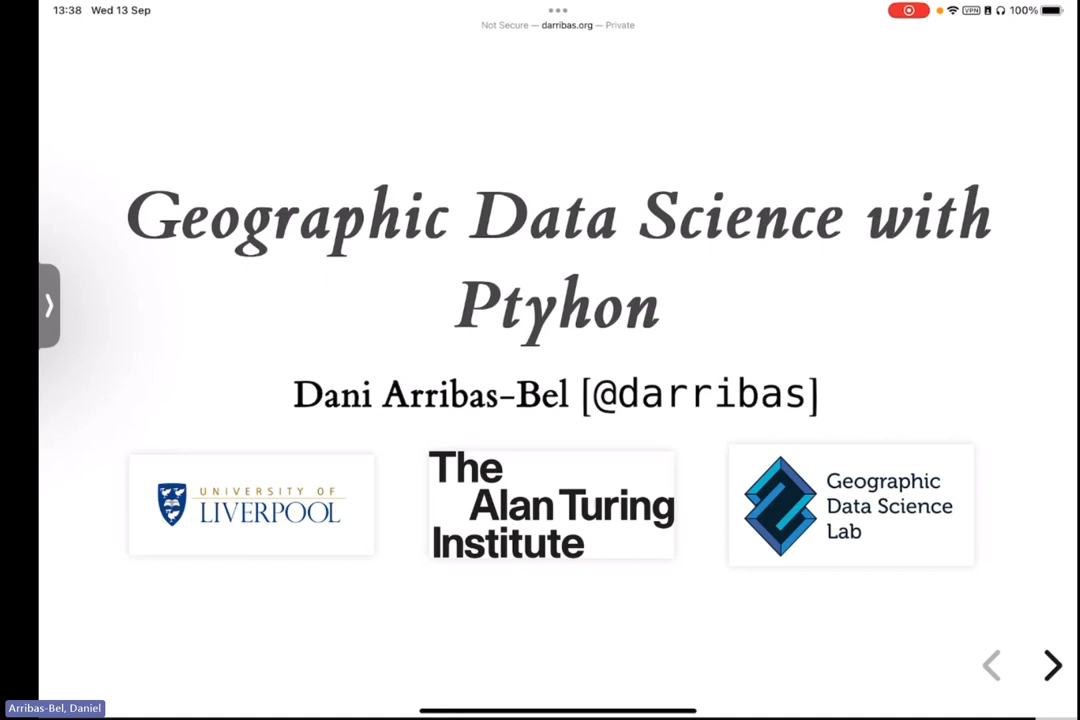 13:38 Wed 13 Sep
VPN 100%
Not Secure — darribas.org — Private
Geographic Data Science with
Ptyhon
Dani Arribas-Bel [@darribas]
UNIVERSITY OF
LIVERPOOL
The
Alan Turing
Institute
Geographic
Data Science
Lab
Arribas-Bel, Daniel